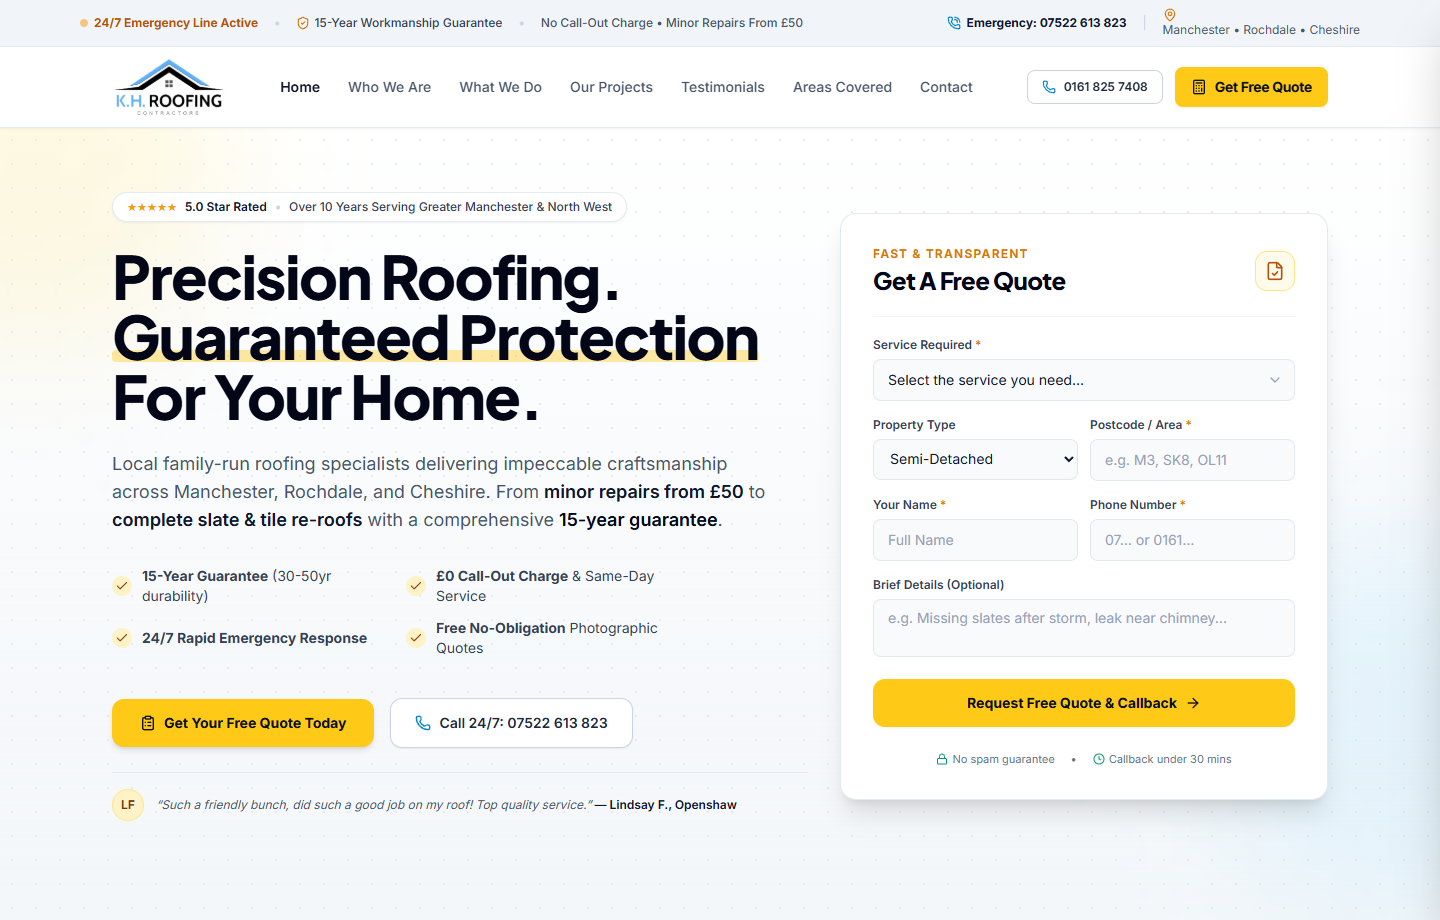 24/7 Emergency Line Active • 15-Year Workmanship Guarantee • No Call-Out Charge • Minor Repairs From £50
Emergency: 07522 613 823
Manchester • Rochdale • Cheshire
K.H. ROOFING
CONTRACTORS
Home Who We Are What We Do Our Projects Testimonials Areas Covered Contact
0161 825 7408
Get Free Quote
★★★★★ 5.0 Star Rated • Over 10 Years Serving Greater Manchester & North West
Precision Roofing.
Guaranteed Protection
For Your Home.
Local family-run roofing specialists delivering impeccable craftsmanship
across Manchester, Rochdale, and Cheshire. From minor repairs from £50 to
complete slate & tile re-roofs with a comprehensive 15-year guarantee.
15-Year Guarantee (30-50yr
durability)
£0 Call-Out Charge & Same-Day
Service
24/7 Rapid Emergency Response
Free No-Obligation Photographic
Quotes
Get Your Free Quote Today
Call 24/7: 07522 613 823
LF
“Such a friendly bunch, did such a good job on my roof! Top quality service.” — Lindsay F., Openshaw
FAST & TRANSPARENT
Get A Free Quote
Service Required *
Select the service you need...
Property Type
Semi-Detached
Postcode / Area *
e.g. M3, SK8, OL11
Your Name *
Full Name
Phone Number *
07... or 0161...
Brief Details (Optional)
e.g. Missing slates after storm, leak near chimney...
Request Free Quote & Callback →
No spam guarantee • Callback under 30 mins